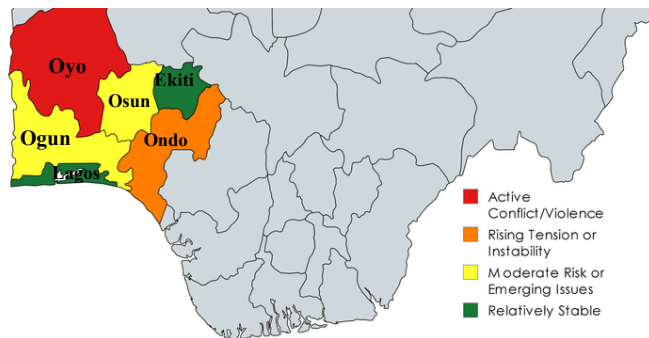 Oyo
Ekiti
Osun
Ogun
Ondo
Lagos
Active
Conflict/Violence
Rising Tension or
Instability
Moderate Risk or
Emerging Issues
Relatively Stable